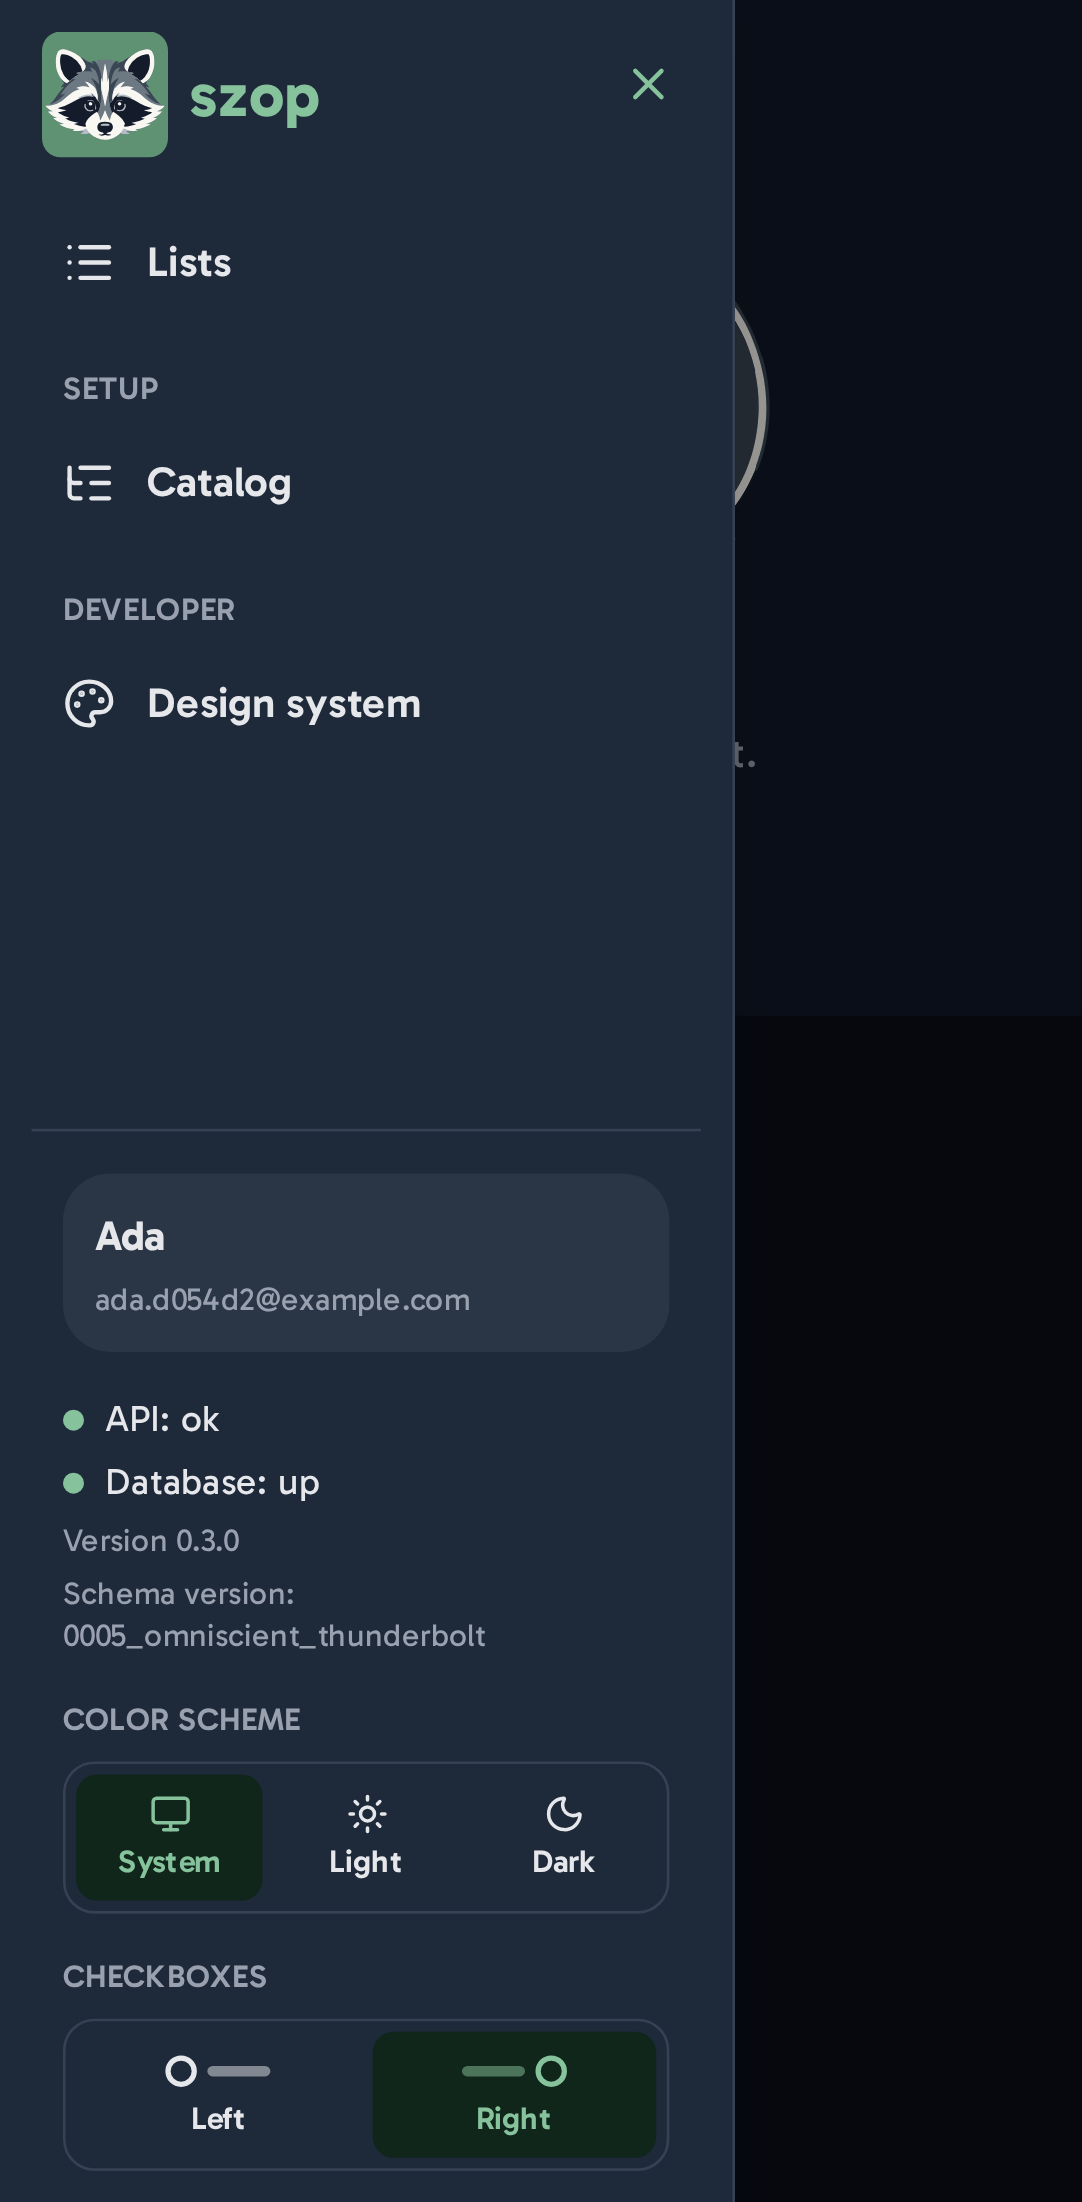 szop
Lists
SETUP
Catalog
DEVELOPER
Design system
t.
Ada
ada.d054d2@example.com
API: ok
Database: up
Version 0.3.0
Schema version:
0005_omniscient_thunderbolt
COLOR SCHEME
System Light Dark
CHECKBOXES
Left Right